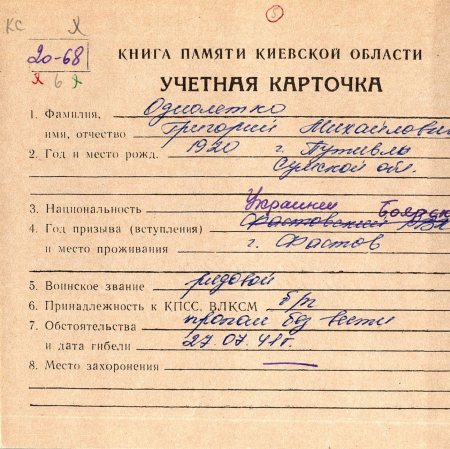 КС Х
5
20-68
Х 6 Х
КНИГА ПАМЯТИ КИЕВСКОЙ ОБЛАСТИ
УЧЕТНАЯ КАРТОЧКА
1. Фамилия, Однолетко
имя, отчество Григорий Михайлович
2. Год и место рожд. 1920 г. Путивль
Сумской обл.
3. Национальность Украинец
4. Год призыва (вступления) Фастовский РВК Боярск
и место проживания г. Фастов
5. Воинское звание рядовой
6. Принадлежность к КПСС, ВЛКСМ б/п
7. Обстоятельства пропал без вести
и дата гибели 27.07.41г.
8. Место захоронения —